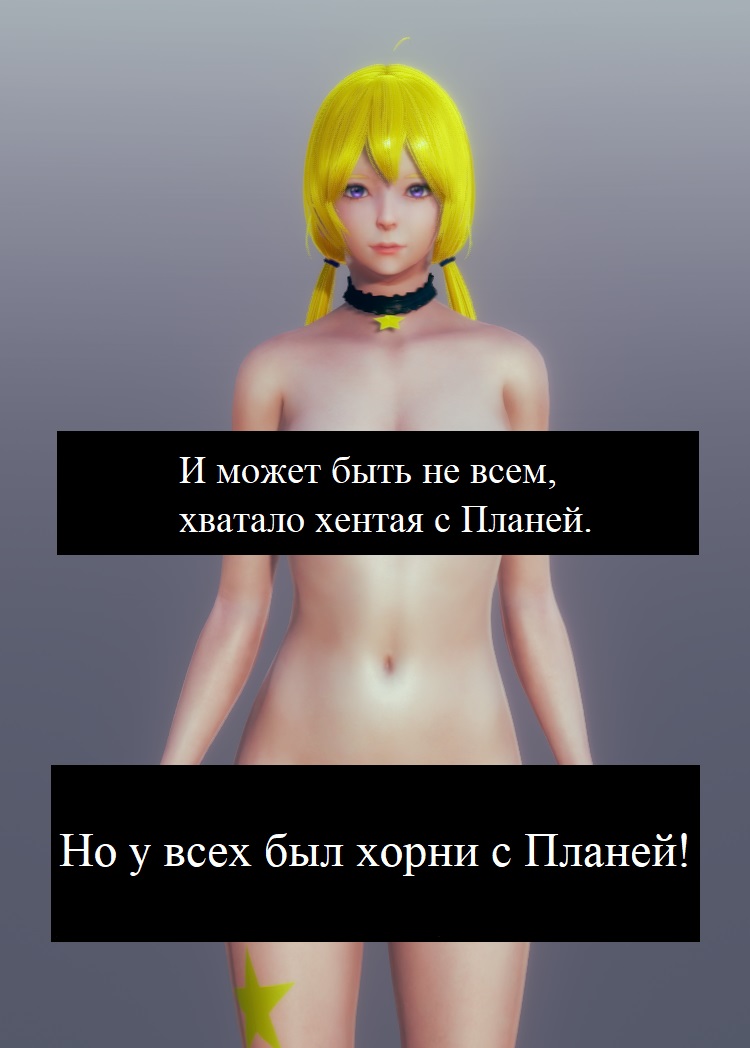 И может быть не всем,
хватало хентая с Планей.
Но у всех был хорни с Планей!